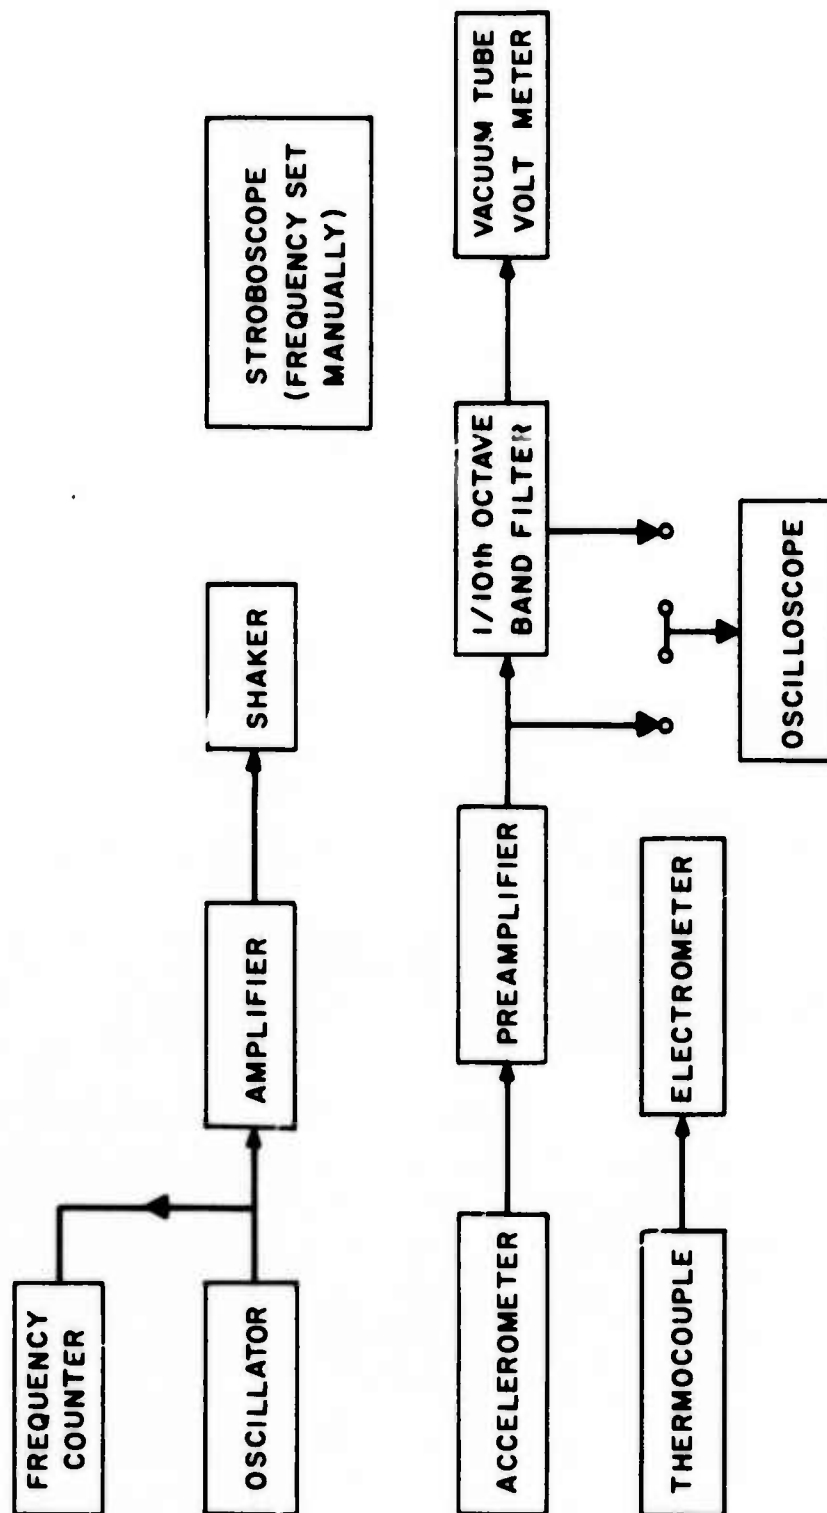 FREQUENCY
COUNTER
OSCILLATOR
AMPLIFIER
SHAKER
STROBOSCOPE
(FREQUENCY SET
MANUALLY)
ACCELEROMETER
PREAMPLIFIER
1/10th OCTAVE
BAND FILTER
VACUUM TUBE
VOLT METER
THERMOCOUPLE
ELECTROMETER
OSCILLOSCOPE